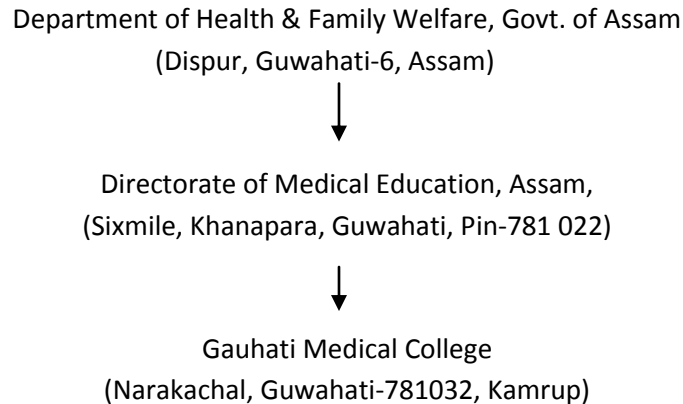 Department of Health & Family Welfare, Govt. of Assam
(Dispur, Guwahati-6, Assam)
Directorate of Medical Education, Assam,
(Sixmile, Khanapara, Guwahati, Pin-781 022)
Gauhati Medical College
(Narakachal, Guwahati-781032, Kamrup)